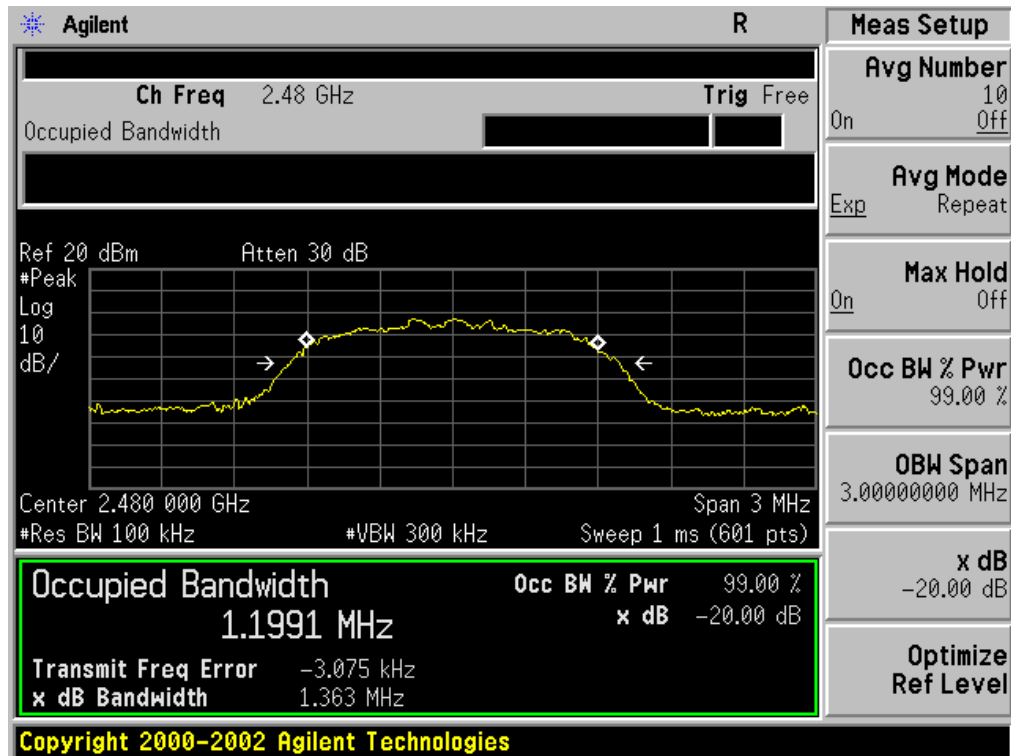 Agilent R
Ch Freq 2.48 GHz Trig Free
Occupied Bandwidth
Ref 20 dBm Atten 30 dB
#Peak
Log
10
dB/
Center 2.480 000 GHz Span 3 MHz
#Res BW 100 kHz #VBW 300 kHz Sweep 1 ms (601 pts)
Occupied Bandwidth Occ BW % Pwr 99.00 %
1.1991 MHz x dB -20.00 dB
Transmit Freq Error -3.075 kHz
x dB Bandwidth 1.363 MHz
Copyright 2000-2002 Agilent Technologies
Meas Setup
Avg Number
10
On Off
Avg Mode
Exp Repeat
Max Hold
On Off
Occ BW % Pwr
99.00 %
OBW Span
3.00000000 MHz
x dB
-20.00 dB
Optimize
Ref Level